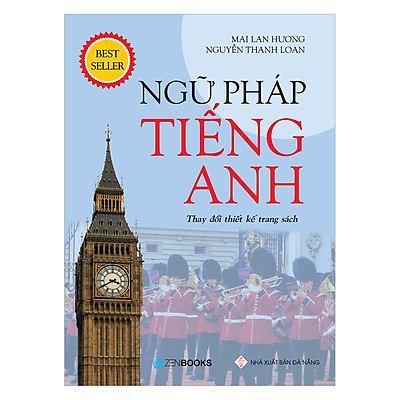 MAI LAN HƯƠNG
NGUYỄN THANH LOAN
BEST
SELLER
NGỮ PHÁP
TIẾNG
ANH
Thay đổi thiết kế trang sách
ZENBOOKS
NHÀ XUẤT BẢN ĐÀ NẴNG